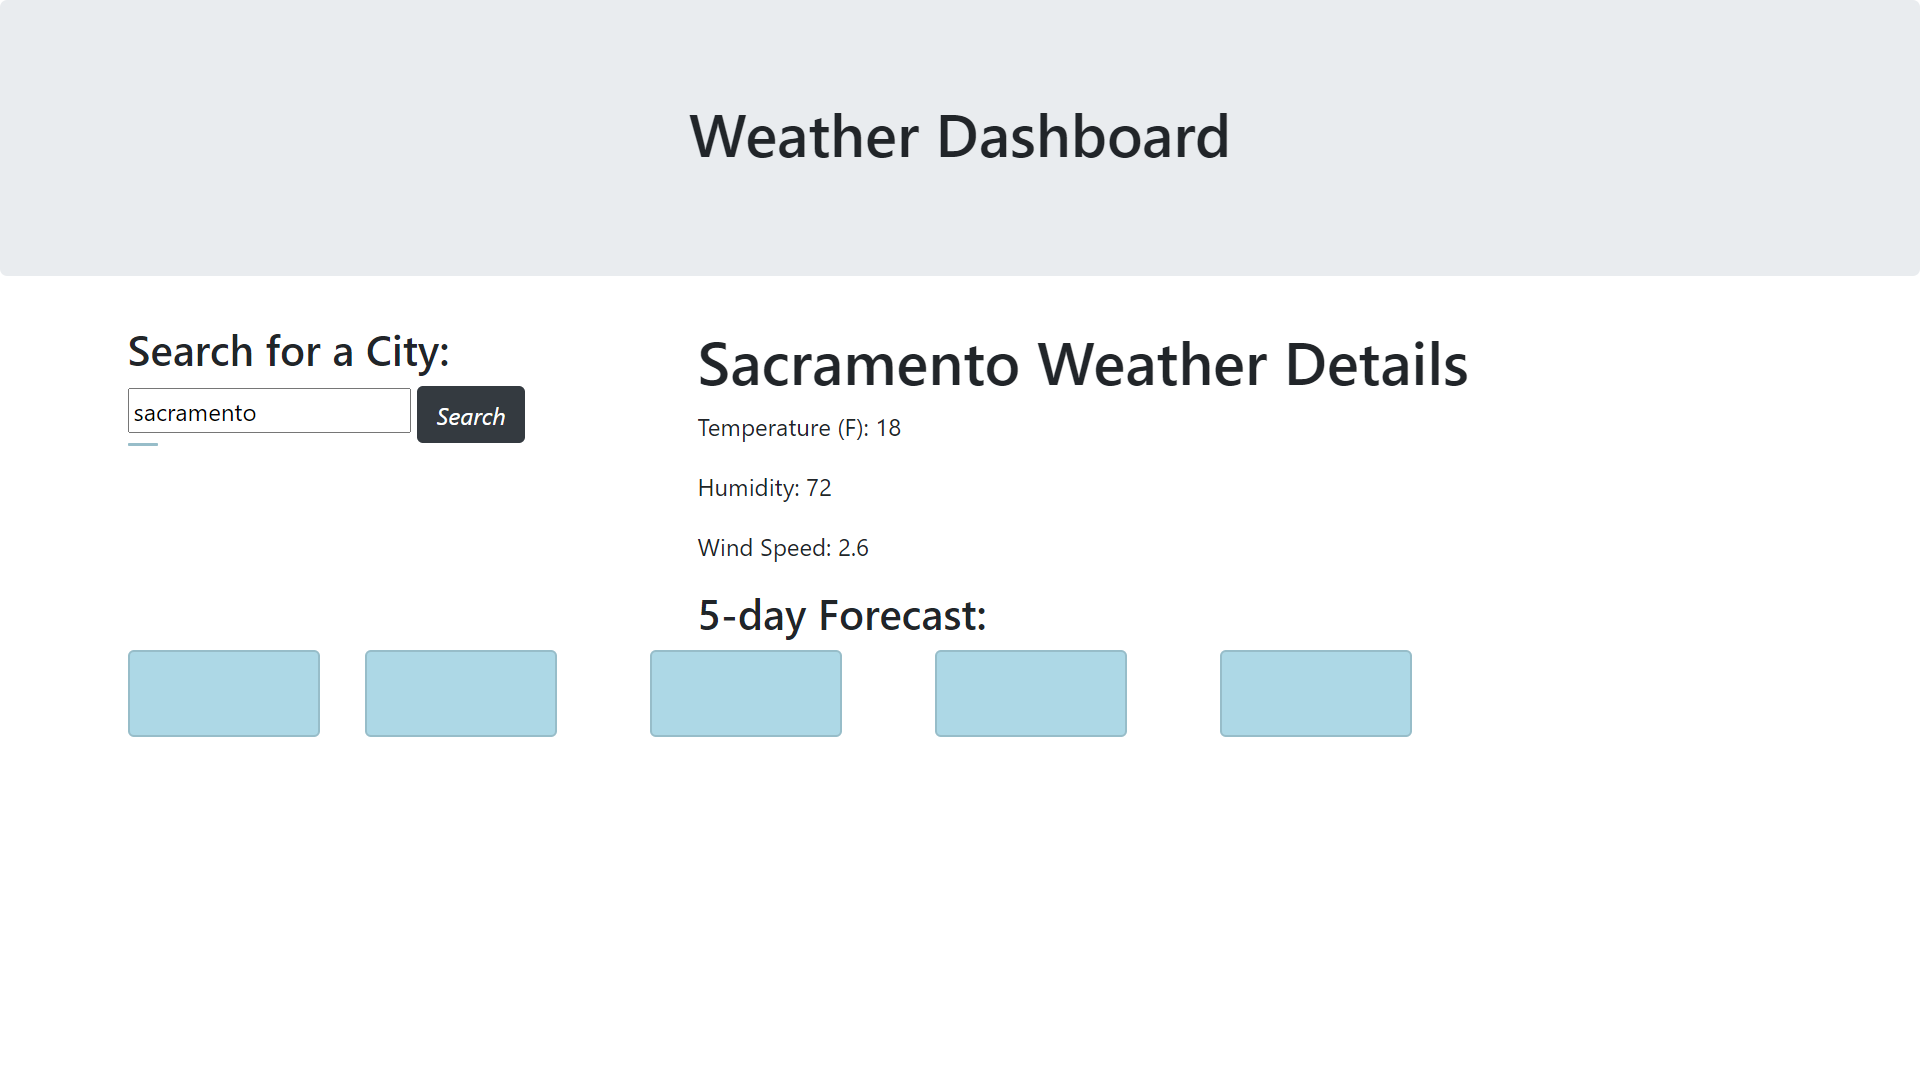 Weather Dashboard
Search for a City:
sacramento
Search
Sacramento Weather Details
Temperature (F): 18
Humidity: 72
Wind Speed: 2.6
5-day Forecast: